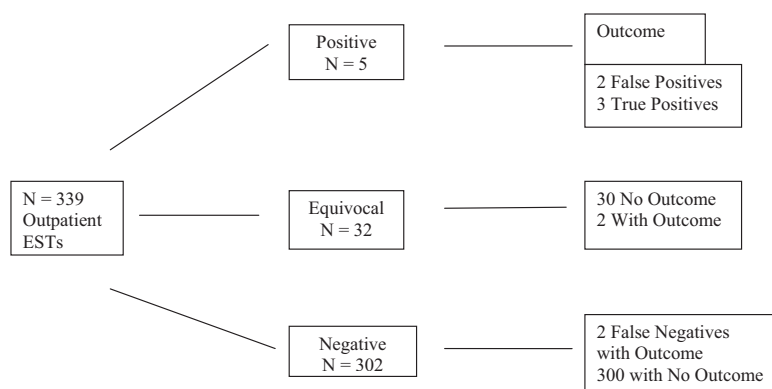 Positive
N = 5
Outcome
2 False Positives
3 True Positives
N = 339
Outpatient
ESTs
Equivocal
N = 32
30 No Outcome
2 With Outcome
Negative
N = 302
2 False Negatives
with Outcome
300 with No Outcome